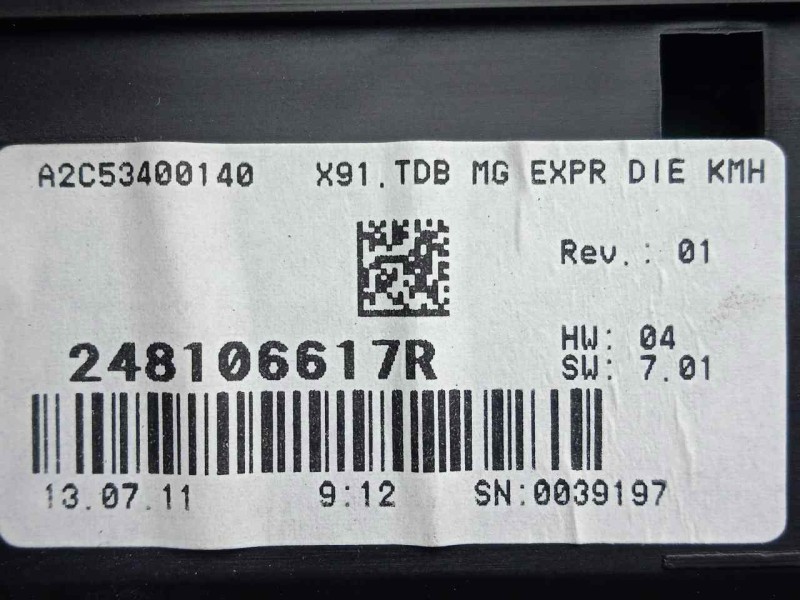 A2C53400140 X91.TDB MG EXPR DIE KMH
Rev.: 01
248106617R
HW: 04
SW: 7.01
13.07.11 9:12 SN:0039197